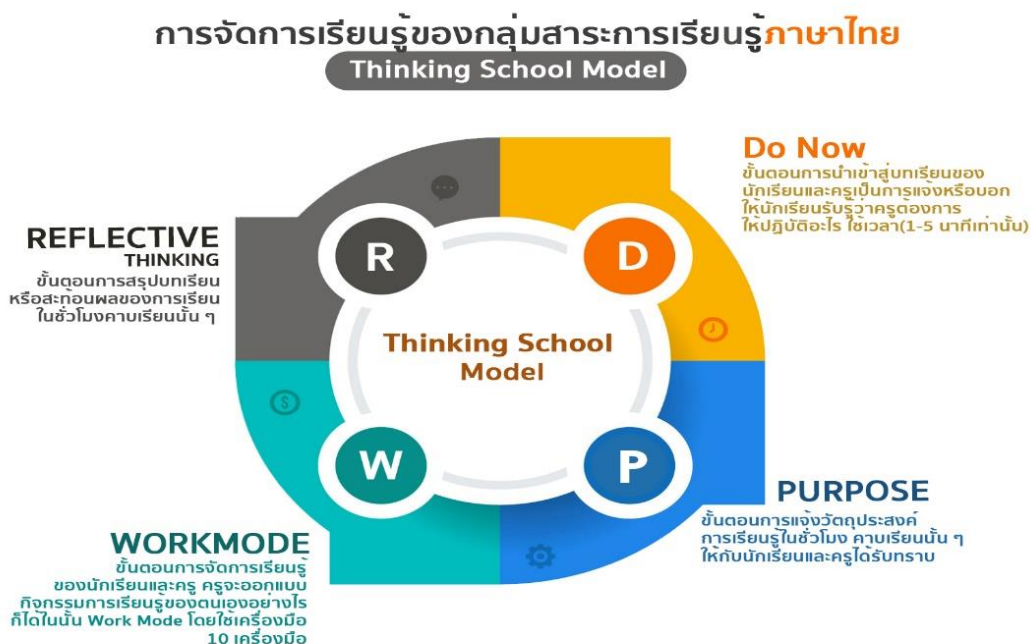 การจัดการเรียนรู้ของกลุ่มสาระการเรียนรู้ภาษาไทย
Thinking School Model
Do Now
ขั้นตอนการนำเข้าสู่บทเรียนของ
นักเรียนและครูเป็นการแจ้งหรือบอก
ให้นักเรียนรับรู้ว่าครูต้องการ
ให้ปฏิบัติอะไร ใช้เวลา(1-5 นาทีเท่านั้น)
REFLECTIVE
THINKING
ขั้นตอนการสรุปบทเรียน
หรือสะท้อนผลของการเรียน
ในชั่วโมงคาบเรียนนั้น ๆ
R
D
Thinking School
Model
W
P
PURPOSE
ขั้นตอนการแจ้งวัตถุประสงค์
การเรียนรู้ในชั่วโมง คาบเรียนนั้น ๆ
ให้กับนักเรียนและครูได้รับทราบ
WORKMODE
ขั้นตอนการจัดการเรียนรู้
ของนักเรียนและครู ครูจะออกแบบ
กิจกรรมการเรียนรู้ของตนเองอย่างไร
ก็ได้ในนั้น Work Mode โดยใช้เครื่องมือ
10 เครื่องมือ